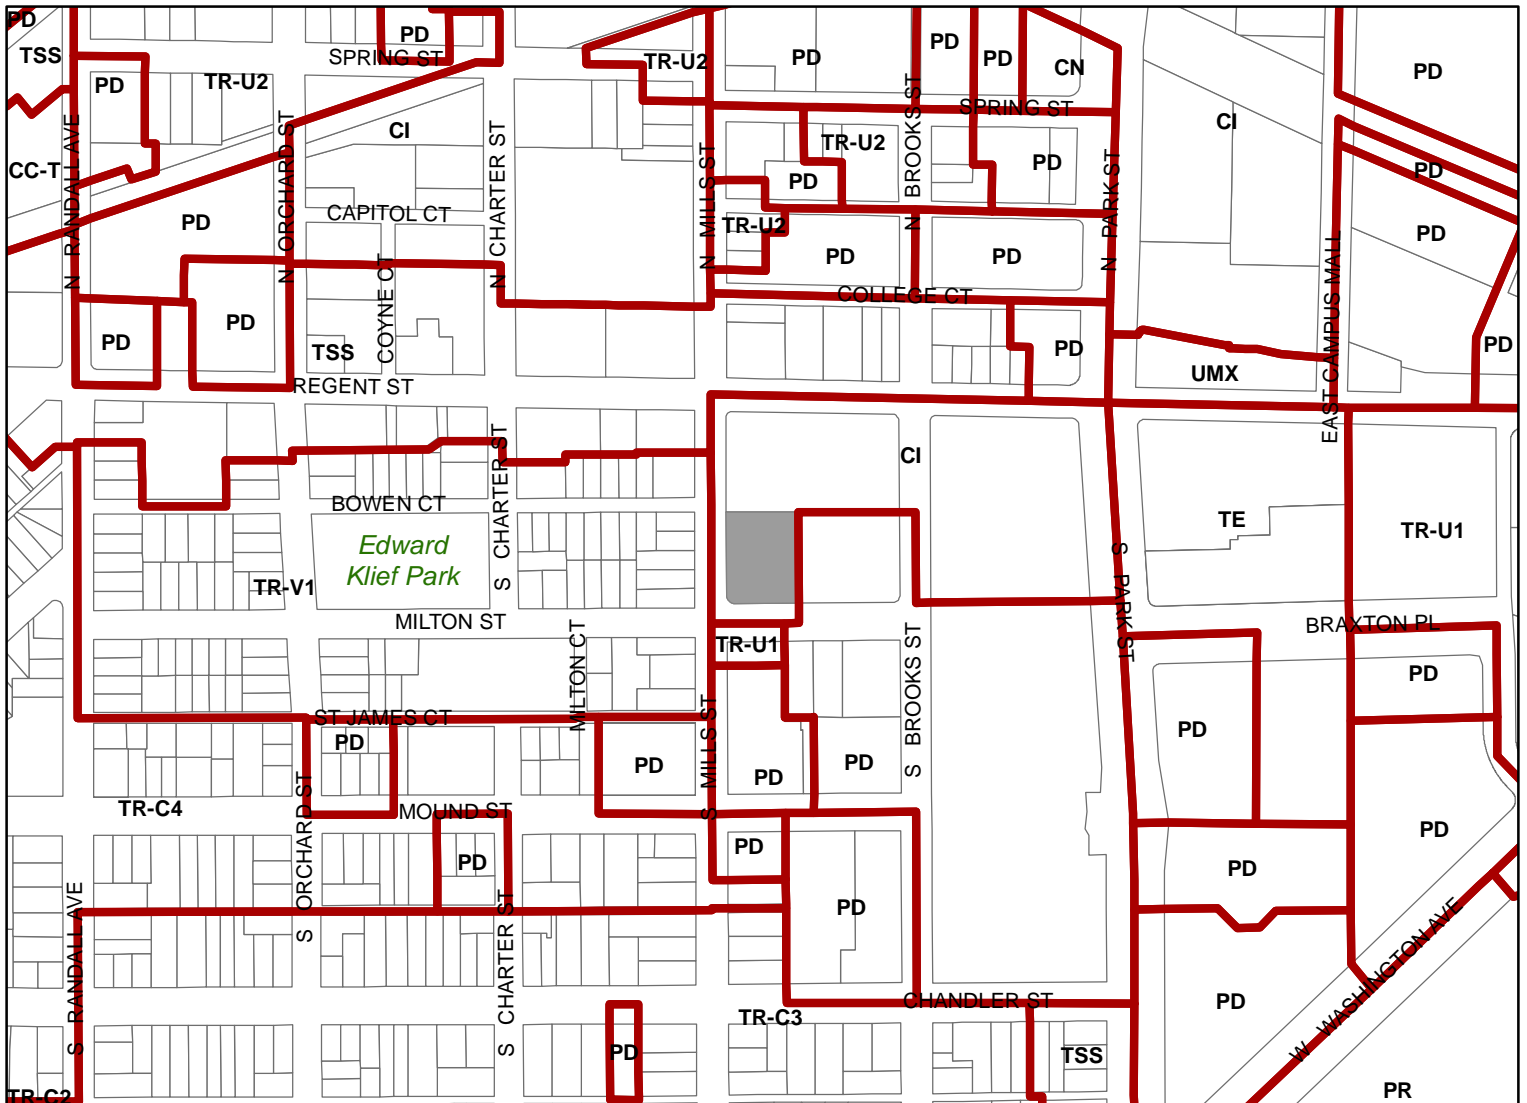 PD
TSS
PD
TR-U2
SPRING ST
PD
TR-U2
PD
PD
PD
CN
PD
CI
SPRING ST
CI
CC-T
N RANDALL AVE
N ORCHARD ST
N CHARTER ST
N MILLS ST
N BROOKS ST
N PARK ST
TR-U2
PD
PD
PD
PD
CAPITOL CT
TR-U2
PD
PD
PD
COLLEGE CT
COYNE CT
EAST CAMPUS MALL
PD
PD
TSS
PD
UMX
PD
REGENT ST
CI
BOWEN CT
S CHARTER ST
Edward
Klief Park
TE
TR-U1
TR-V1
S PARK ST
MILTON ST
BRAXTON PL
TR-U1
MILTON CT
S BROOKS ST
PD
ST JAMES CT
PD
PD
S MILLS ST
PD
PD
PD
TR-C4
MOUND ST
S ORCHARD ST
PD
PD
PD
PD
PD
S RANDALL AVE
S CHARTER ST
W WASHINGTON AVE
CHANDLER ST
PD
TR-C3
PD
TSS
TR-C2
PR